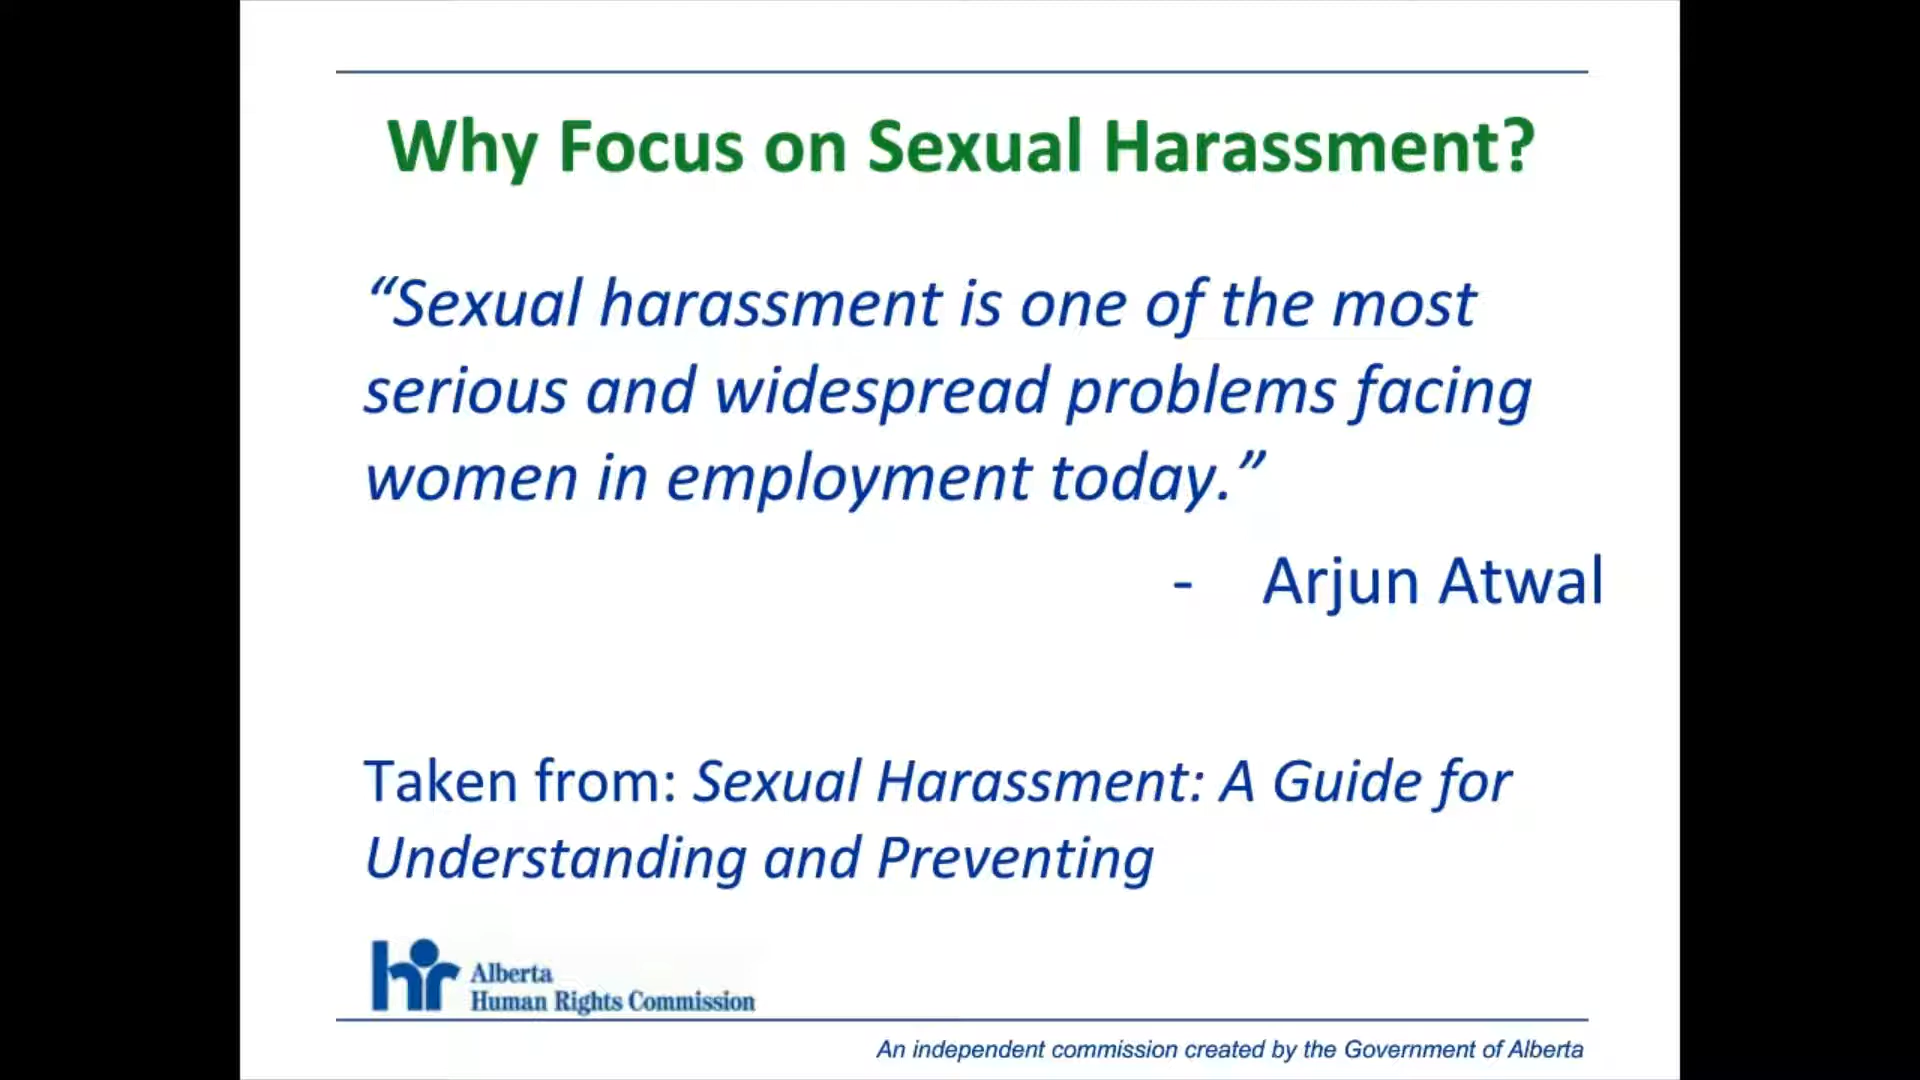 Why Focus on Sexual Harassment?
“Sexual harassment is one of the most
serious and widespread problems facing
women in employment today.”
- Arjun Atwal
Taken from: Sexual Harassment: A Guide for
Understanding and Preventing
hr
Alberta
Human Rights Commission
An independent commission created by the Government of Alberta